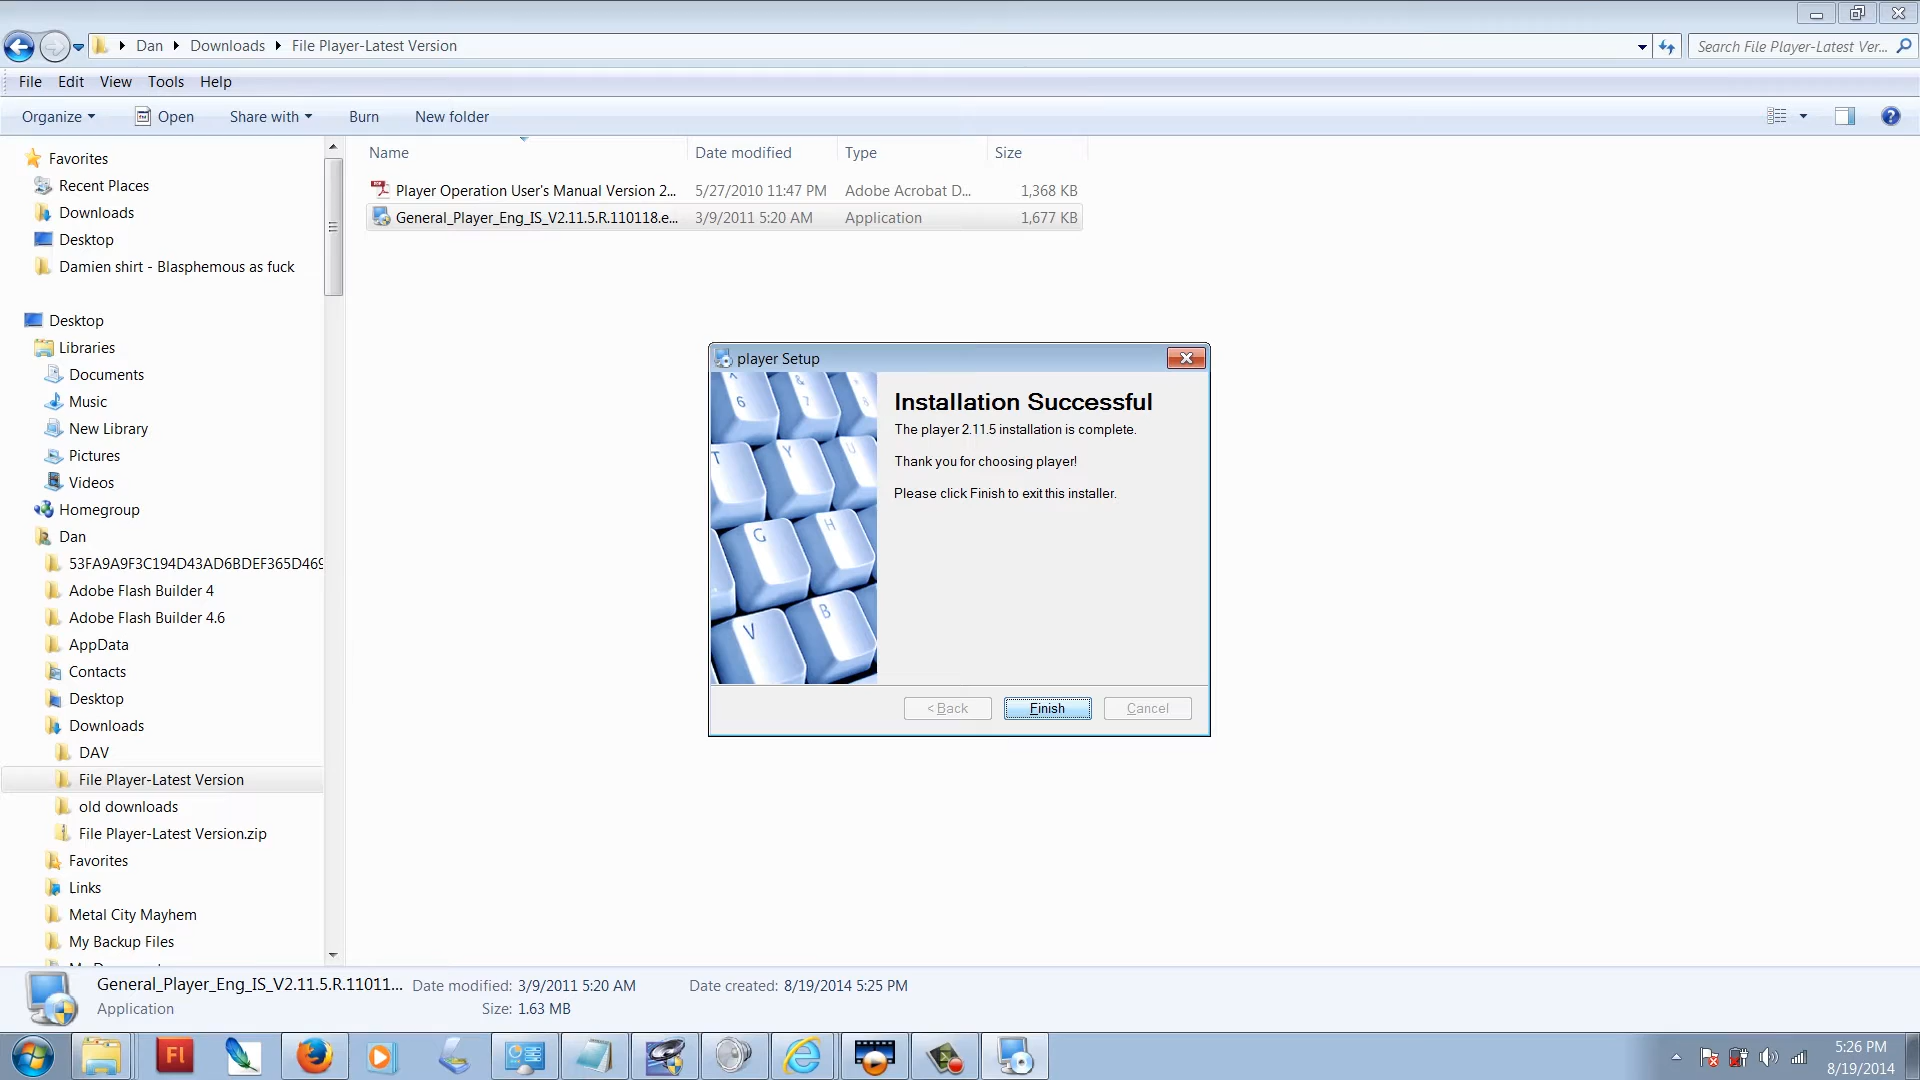 Dan Downloads File Player-Latest Version
Search File Player-Latest Ver...
File Edit View Tools Help
Organize Open Share with Burn New folder
Name Date modified Type Size
Player Operation User's Manual Version 2... 5/27/2010 11:47 PM Adobe Acrobat D... 1,368 KB
General_Player_Eng_IS_V2.11.5.R.110118.e... 3/9/2011 5:20 AM Application 1,677 KB
Favorites
Recent Places
Downloads
Desktop
Damien shirt - Blasphemous as fuck
Desktop
Libraries
Documents
Music
New Library
Pictures
Videos
Homegroup
Dan
53FA9A9F3C194D43AD6BDEF365D469
Adobe Flash Builder 4
Adobe Flash Builder 4.6
AppData
Contacts
Desktop
Downloads
DAV
File Player-Latest Version
old downloads
File Player-Latest Version.zip
Favorites
Links
Metal City Mayhem
My Backup Files
player Setup
Installation Successful
The player 2.11.5 installation is complete.
Thank you for choosing player!
Please click Finish to exit this installer.
6 & 7 8
T Y U
G H
V B
< Back Finish Cancel
General_Player_Eng_IS_V2.11.5.R.11011... Date modified: 3/9/2011 5:20 AM Date created: 8/19/2014 5:25 PM
Application Size: 1.63 MB
Fl
5:26 PM
8/19/2014